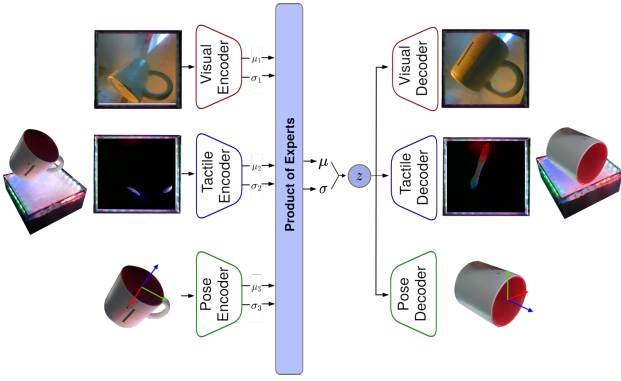 Visual
Encoder
μ₁
σ₁
Tactile
Encoder
μ₂
σ₂
Pose
Encoder
μ₃
σ₃
Product of Experts
μ
σ
z
Visual
Decoder
Tactile
Decoder
Pose
Decoder